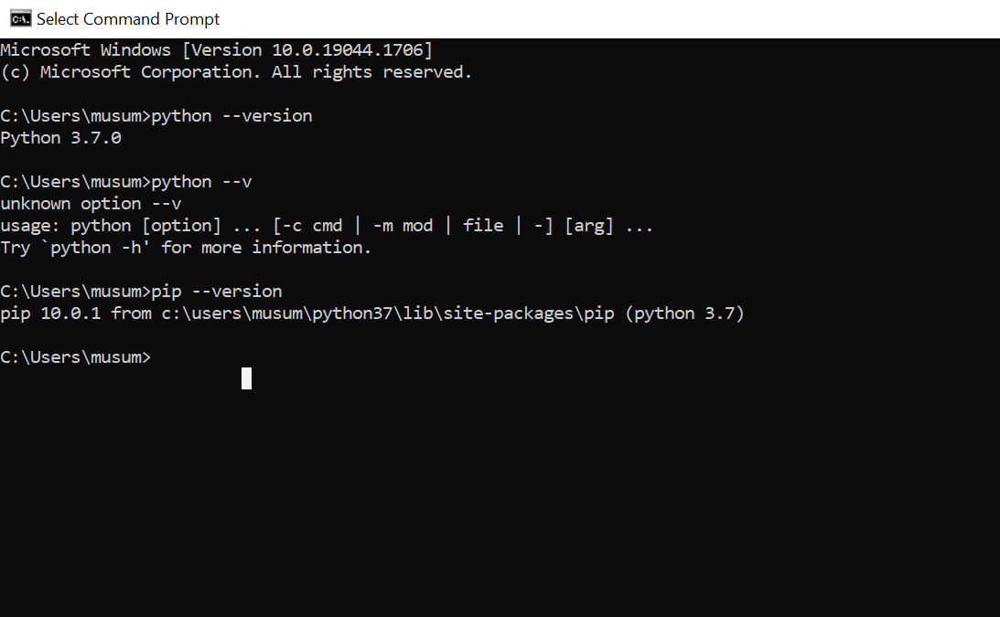 Select Command Prompt
Microsoft Windows [Version 10.0.19044.1706]
(c) Microsoft Corporation. All rights reserved.
C:\Users\musum>python --version
Python 3.7.0
C:\Users\musum>python --v
unknown option --v
usage: python [option] ... [-c cmd | -m mod | file | -] [arg] ...
Try `python -h' for more information.
C:\Users\musum>pip --version
pip 10.0.1 from c:\users\musum\python37\lib\site-packages\pip (python 3.7)
C:\Users\musum>